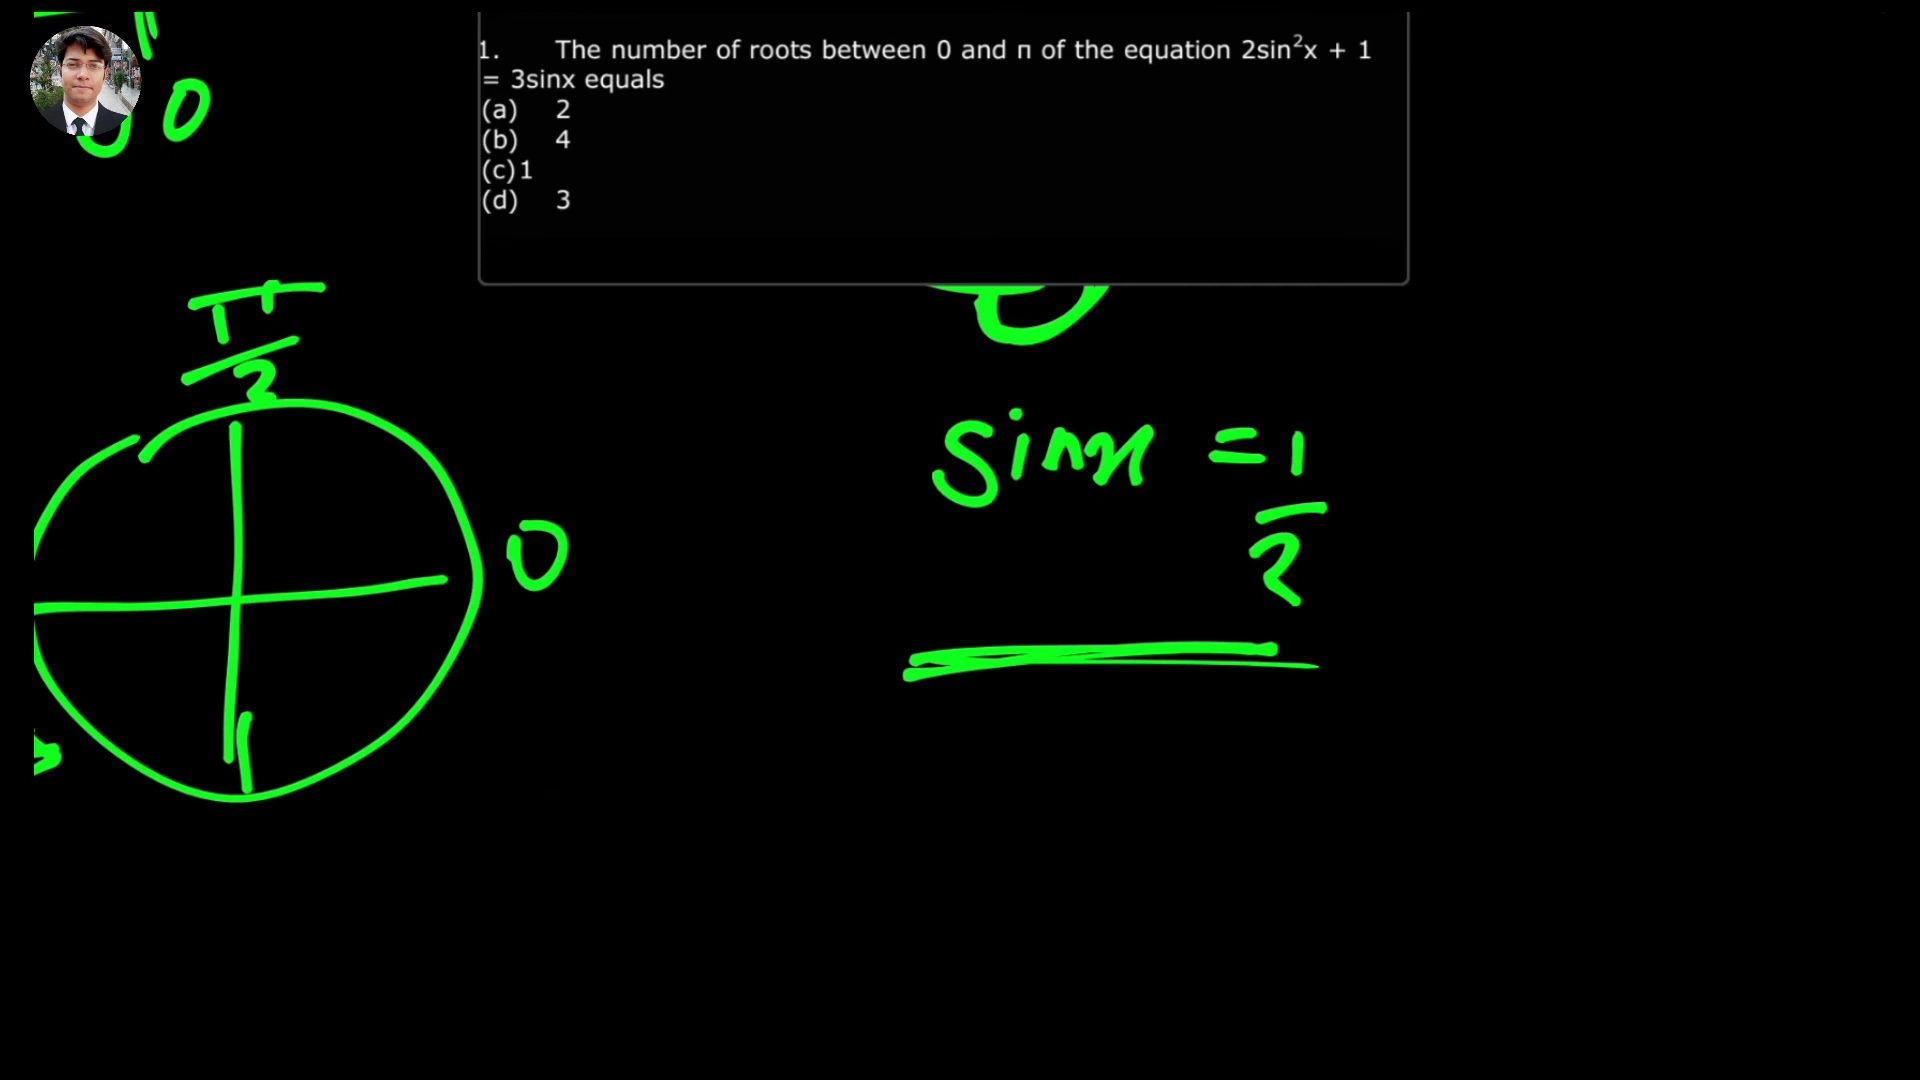 1. The number of roots between 0 and π of the equation 2sin²x + 1
= 3sinx equals
(a) 2
(b) 4
(c)1
(d) 3
0
π
2
0
sinx = 1
2